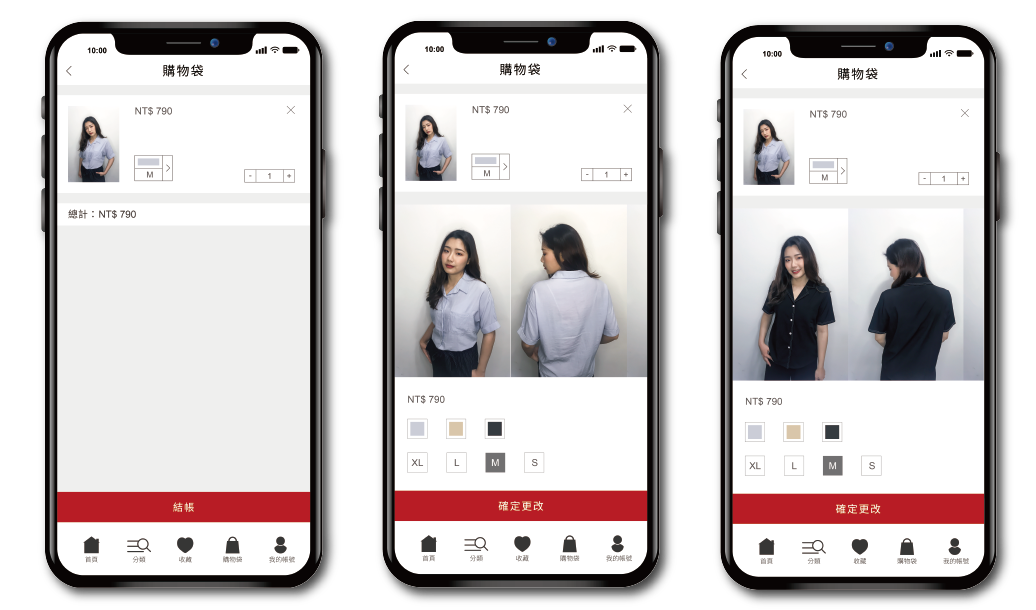 10:00
購物袋
NT$ 790
M
- 1 +
總計：NT$ 790
結帳
首頁 分類 收藏 購物袋 我的帳號
10:00
購物袋
NT$ 790
M
- 1 +
NT$ 790
XL L M S
確定更改
首頁 分類 收藏 購物袋 我的帳號
10:00
購物袋
NT$ 790
M
- 1 +
NT$ 790
XL L M S
確定更改
首頁 分類 收藏 購物袋 我的帳號